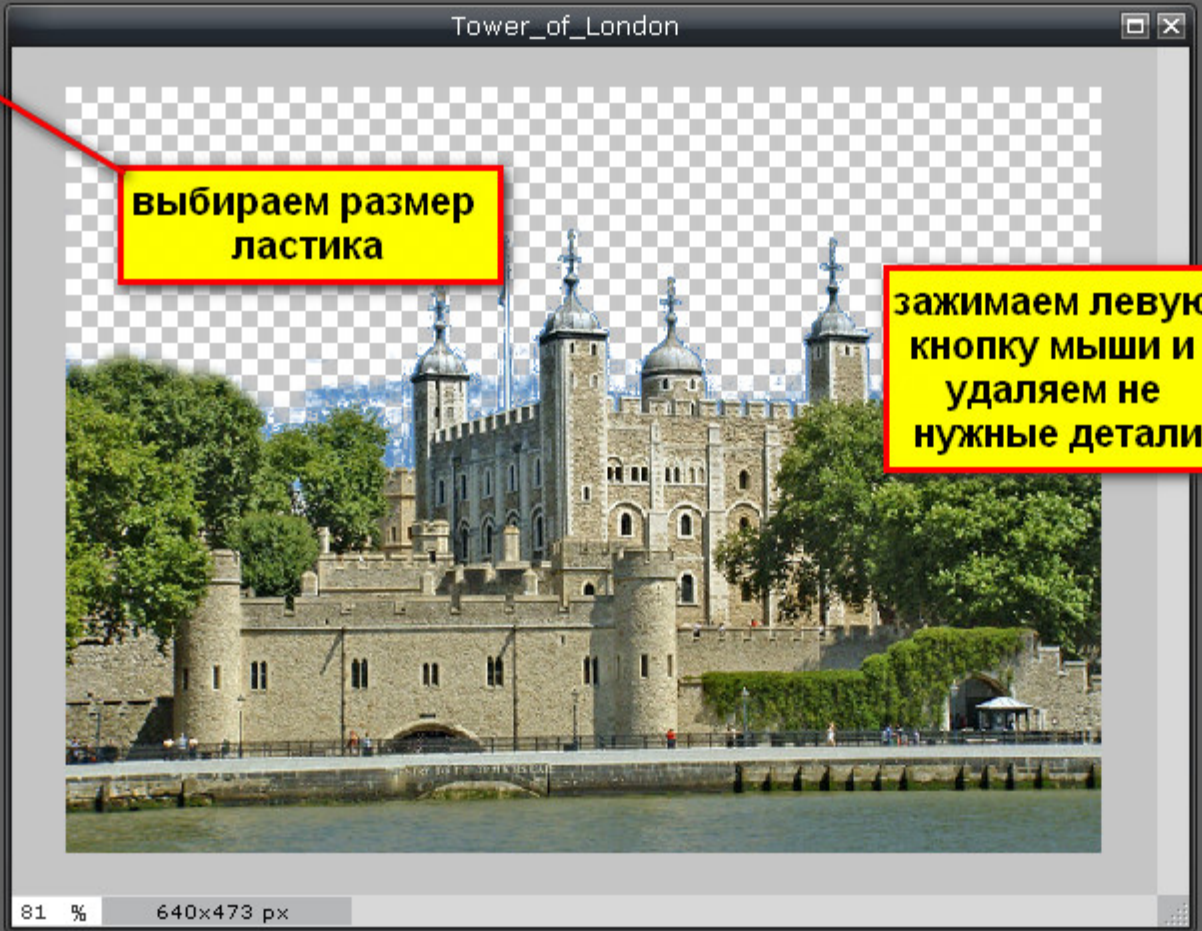 Tower_of_London
выбираем размер
ластика
зажимаем левую
кнопку мыши и
удаляем не
нужные детали
81 %
640x473 px